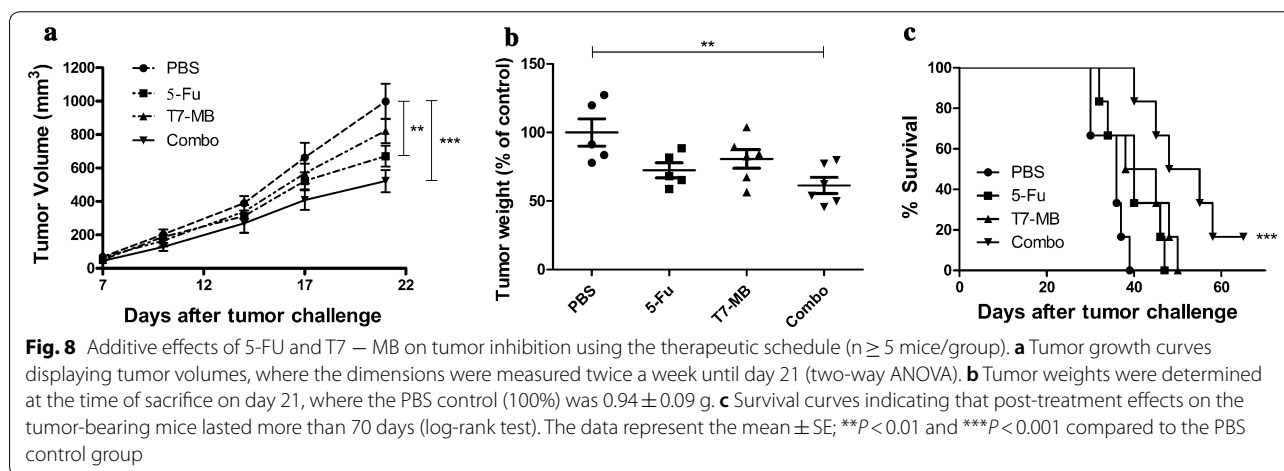 a
Tumor Volume (mm³)
1200
1000
800
600
400
200
0
7
12
17
22
PBS
5-Fu
T7-MB
Combo
**
***
Days after tumor challenge
b
Tumor weight (% of control)
150
100
50
0
**
PBS
5-Fu
T7-MB
Combo
c
% Survival
100
80
60
40
20
0
0
20
40
60
PBS
5-Fu
T7-MB
Combo
***
Days after tumor challenge
Fig. 8 Additive effects of 5-FU and T7 − MB on tumor inhibition using the therapeutic schedule (n ≥ 5 mice/group). a Tumor growth curves
displaying tumor volumes, where the dimensions were measured twice a week until day 21 (two-way ANOVA). b Tumor weights were determined
at the time of sacrifice on day 21, where the PBS control (100%) was 0.94 ± 0.09 g. c Survival curves indicating that post-treatment effects on the
tumor-bearing mice lasted more than 70 days (log-rank test). The data represent the mean ± SE; **P < 0.01 and ***P < 0.001 compared to the PBS
control group